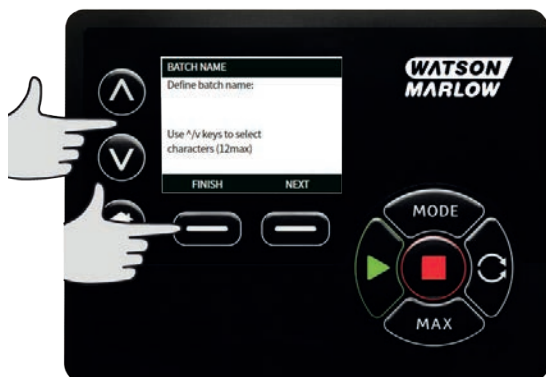 BATCH NAME
Define batch name:
Use ^/v keys to select
characters (12max)
FINISH NEXT
WATSON
MARLOW
MODE
MAX